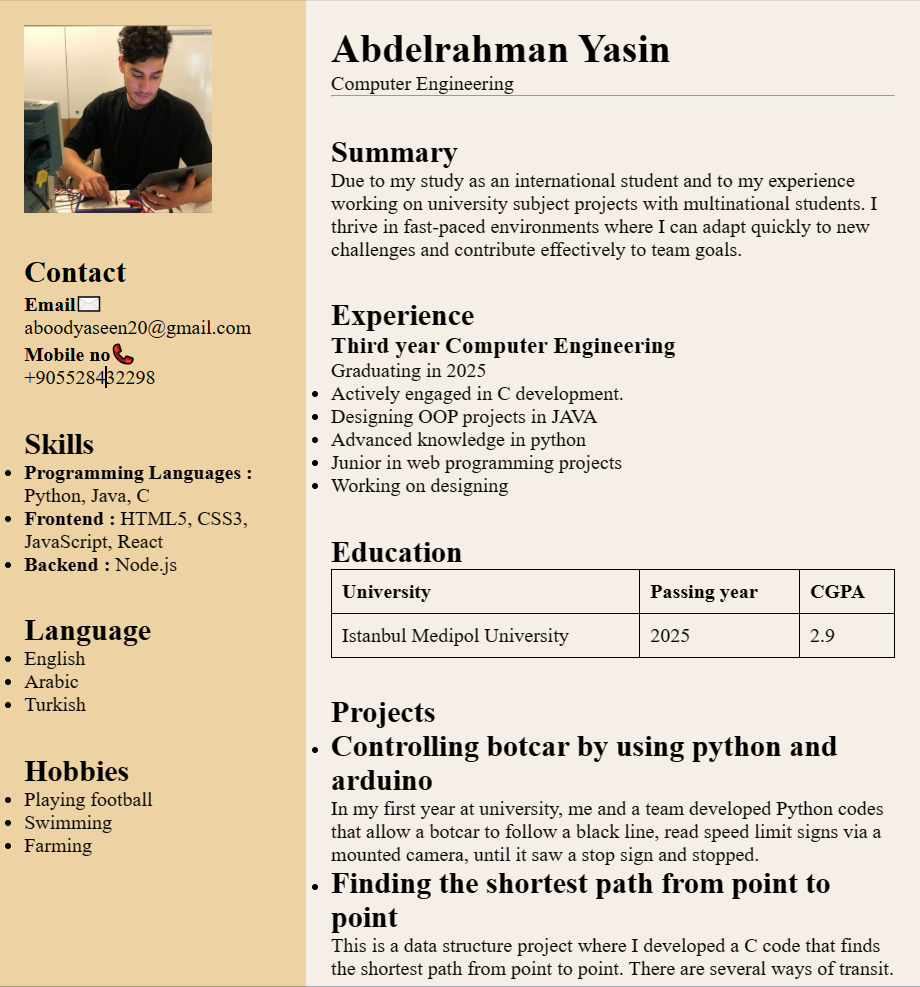 Abdelrahman Yasin
Computer Engineering
Contact
Email
aboodyaseen20@gmail.com
Mobile no
+905528432298
Skills
Programming Languages :
Python, Java, C
Frontend : HTML5, CSS3,
JavaScript, React
Backend : Node.js
Language
English
Arabic
Turkish
Hobbies
Playing football
Swimming
Farming
Summary
Due to my study as an international student and to my experience
working on university subject projects with multinational students. I
thrive in fast-paced environments where I can adapt quickly to new
challenges and contribute effectively to team goals.
Experience
Third year Computer Engineering
Graduating in 2025
Actively engaged in C development.
Designing OOP projects in JAVA
Advanced knowledge in python
Junior in web programming projects
Working on designing
Education
University Passing year CGPA
Istanbul Medipol University 2025 2.9
Projects
Controlling botcar by using python and
arduino
In my first year at university, me and a team developed Python codes
that allow a botcar to follow a black line, read speed limit signs via a
mounted camera, until it saw a stop sign and stopped.
Finding the shortest path from point to
point
This is a data structure project where I developed a C code that finds
the shortest path from point to point. There are several ways of transit.